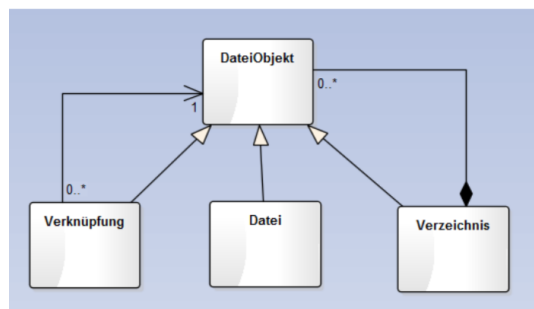 DateiObjekt
0..*
1
0..*
Verknüpfung
Datei
Verzeichnis